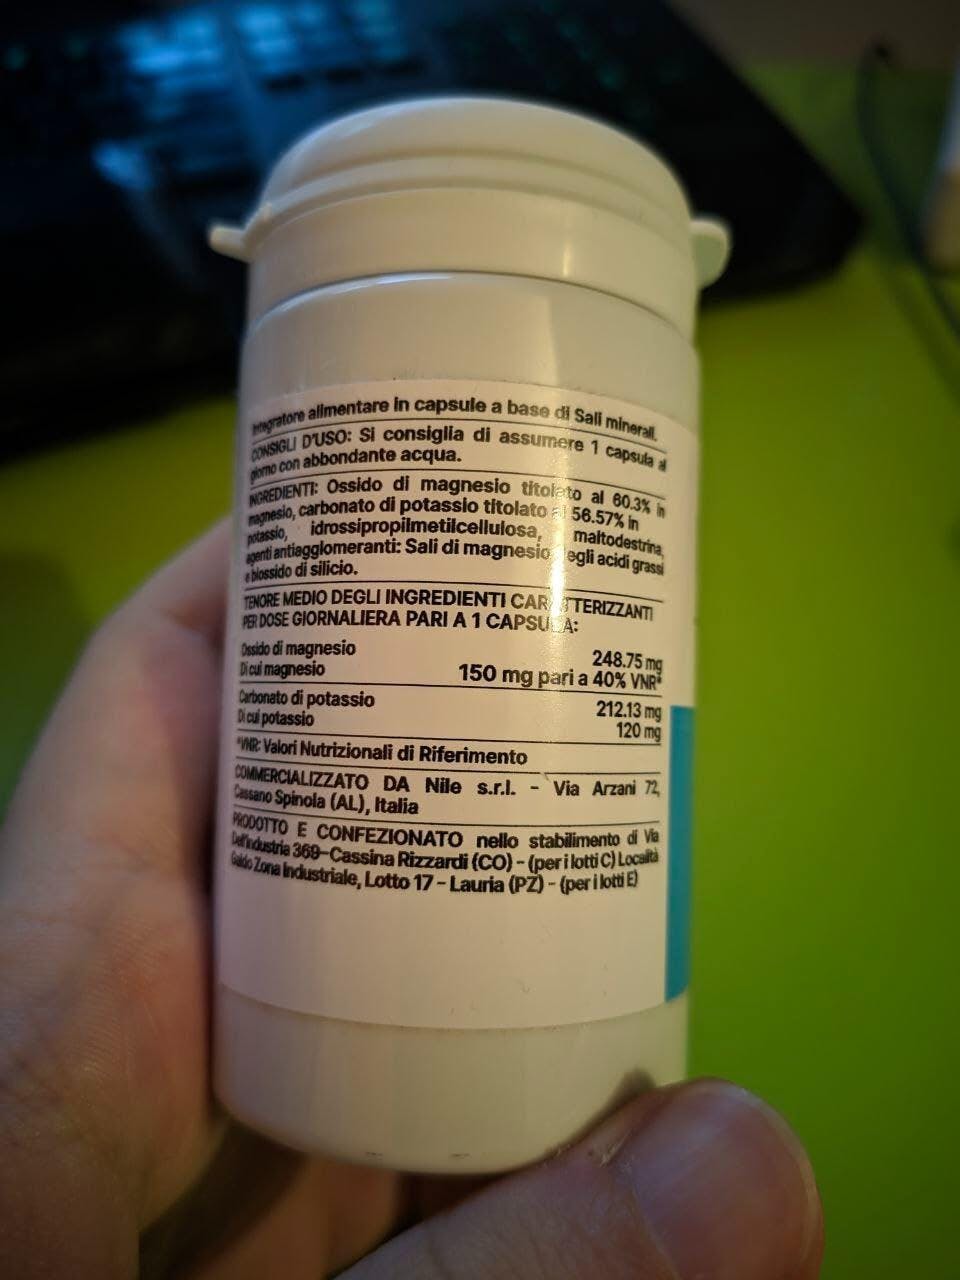 Integratore alimentare in capsule a base di Sali minerali.
CONSIGLI D'USO: Si consiglia di assumere 1 capsula al
giorno con abbondante acqua.
INGREDIENTI: Ossido di magnesio titolato al 60.3% in
magnesio, carbonato di potassio titolato al 56.57% in
potassio, idrossipropilmetilcellulosa, maltodestrina,
agenti antiagglomeranti: Sali di magnesio degli acidi grassi
e biossido di silicio.
TENORE MEDIO DEGLI INGREDIENTI CARATTERIZZANTI
PER DOSE GIORNALIERA PARI A 1 CAPSULA:
Ossido di magnesio 248.75 mg
Di cui magnesio 150 mg pari a 40% VNR*
Carbonato di potassio 212.13 mg
Di cui potassio 120 mg
*VNR: Valori Nutrizionali di Riferimento
COMMERCIALIZZATO DA Nile s.r.l. - Via Arzani 72,
Cassano Spinola (AL), Italia
PRODOTTO E CONFEZIONATO nello stabilimento di Via
Dell'industria 369-Cassina Rizzardi (CO) - (per i lotti C) Località
Galdo Zona Industriale, Lotto 17 - Lauria (PZ) - (per i lotti E)